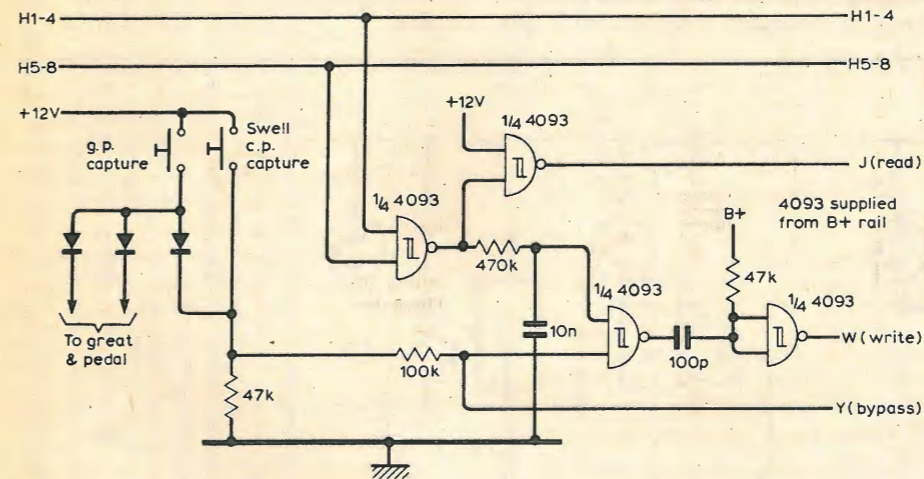 H1-4
H1-4
H5-8
H5-8
+12V
g.p.
capture
Swell
c.p.
capture
+12V
1/4 4093
J(read)
1/4 4093
B+
4093 supplied
from B+ rail
470k
47k
1/4 4093
1/4 4093
10n
To great
& pedal
100p
W(write)
100k
47k
Y(bypass)